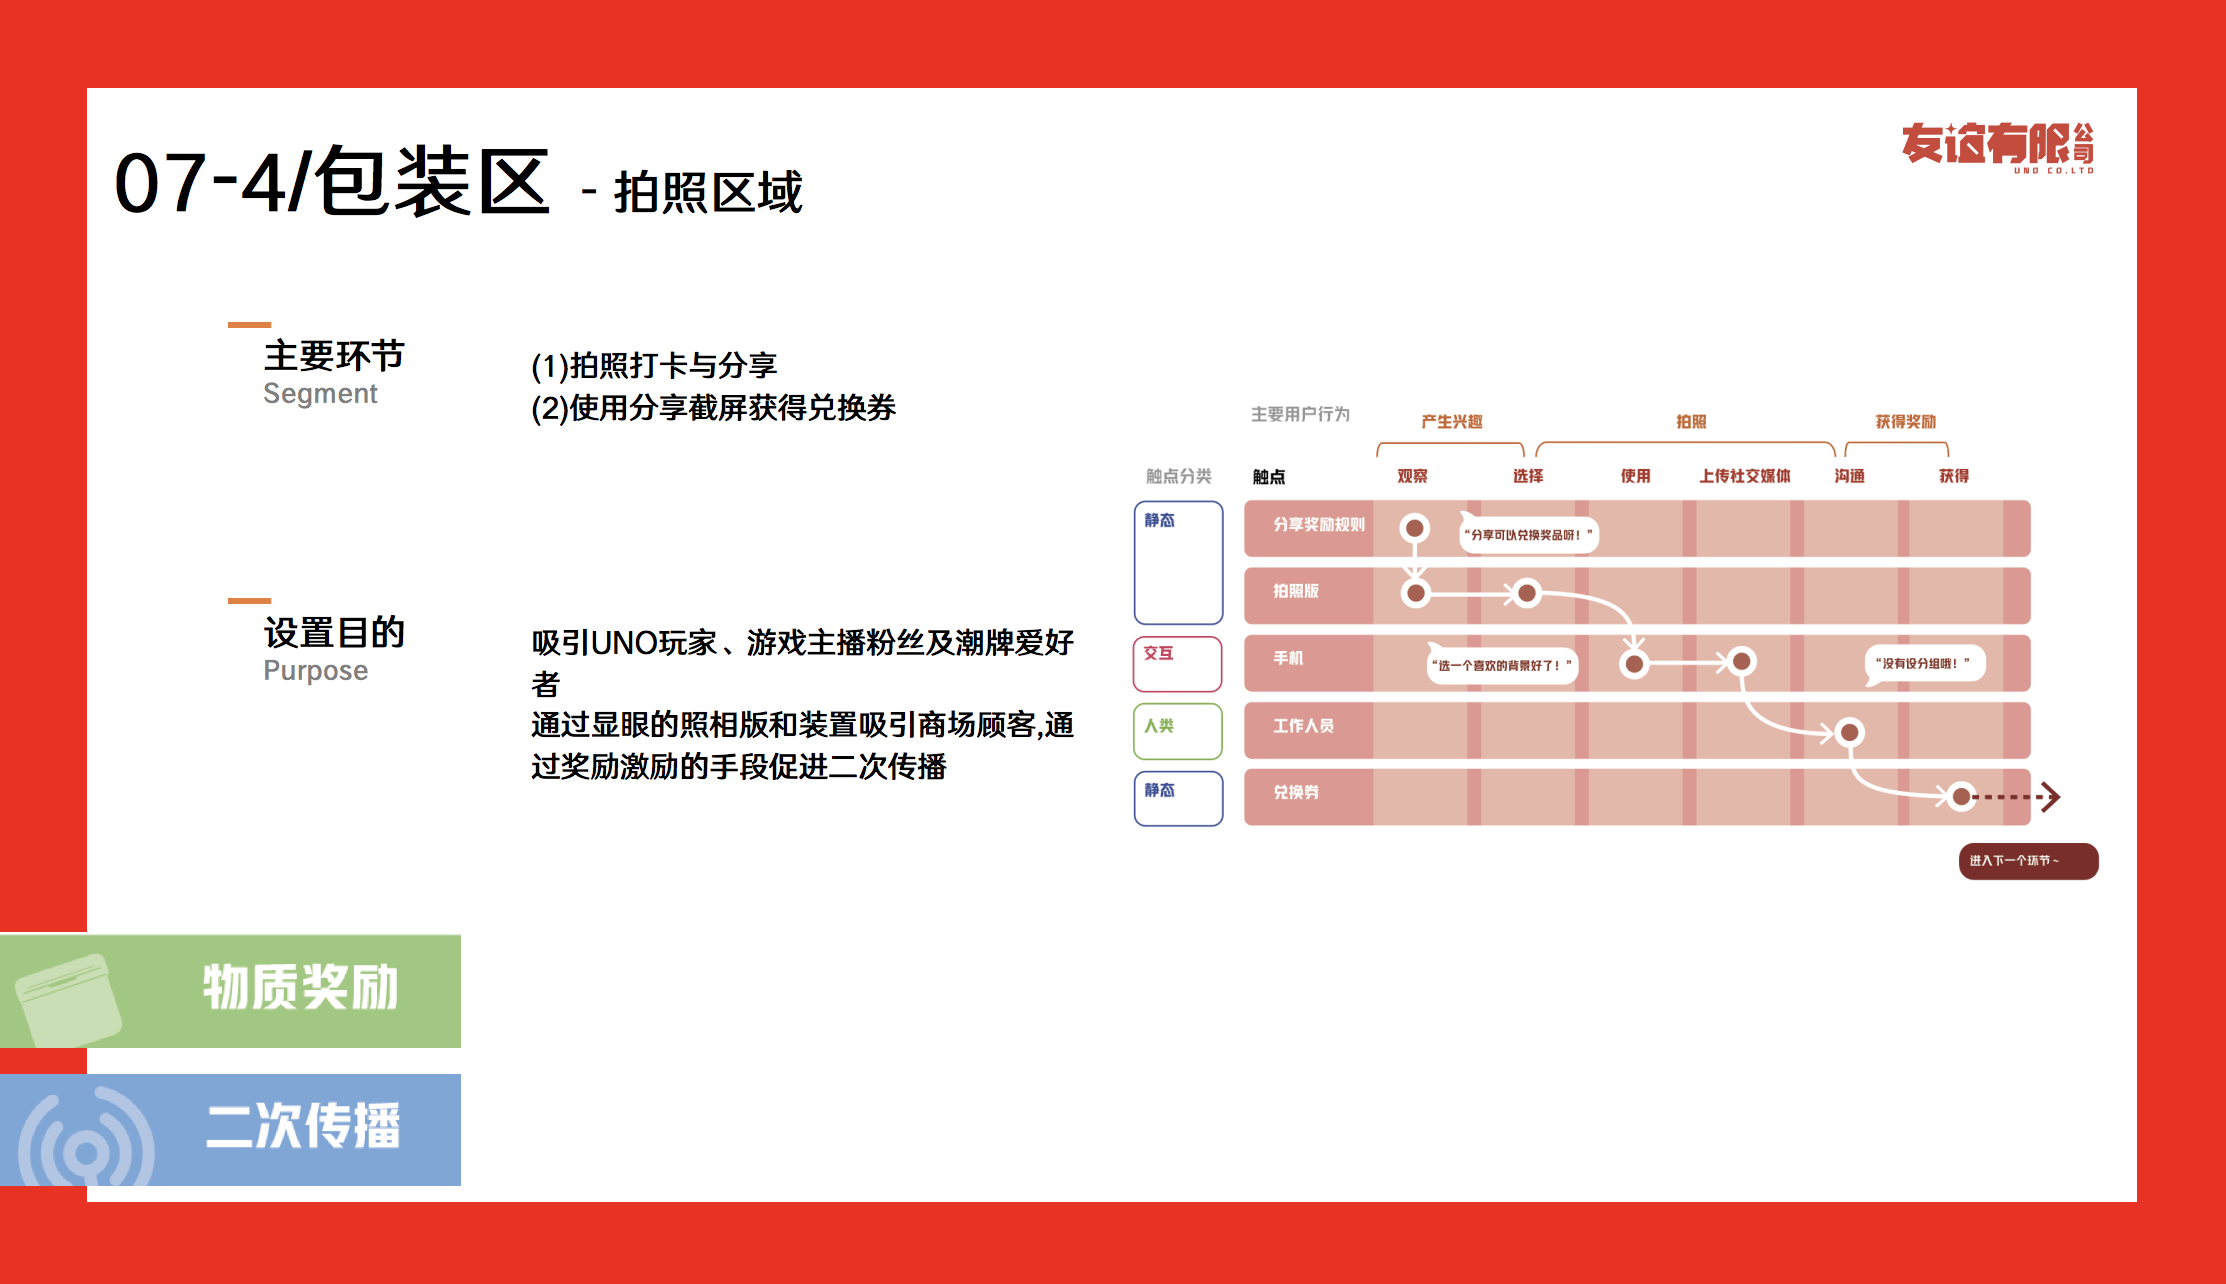 07-4/包装区 - 拍照区域
友谊有限公司
UNO CO.LTD
主要环节
Segment
(1)拍照打卡与分享
(2)使用分享截屏获得兑换券
设置目的
Purpose
吸引UNO玩家、游戏主播粉丝及潮牌爱好
者
通过显眼的照相版和装置吸引商场顾客,通
过奖励激励的手段促进二次传播
主要用户行为
产生兴趣
拍照
获得奖励
触点分类
触点
观察
选择
使用
上传社交媒体
沟通
获得
静态
分享奖励规则
“分享可以兑换奖品呀！”
拍照版
交互
手机
“选一个喜欢的背景好了！”
“没有设分组哦！”
人类
工作人员
静态
兑换券
进入下一个环节~
物质奖励
二次传播